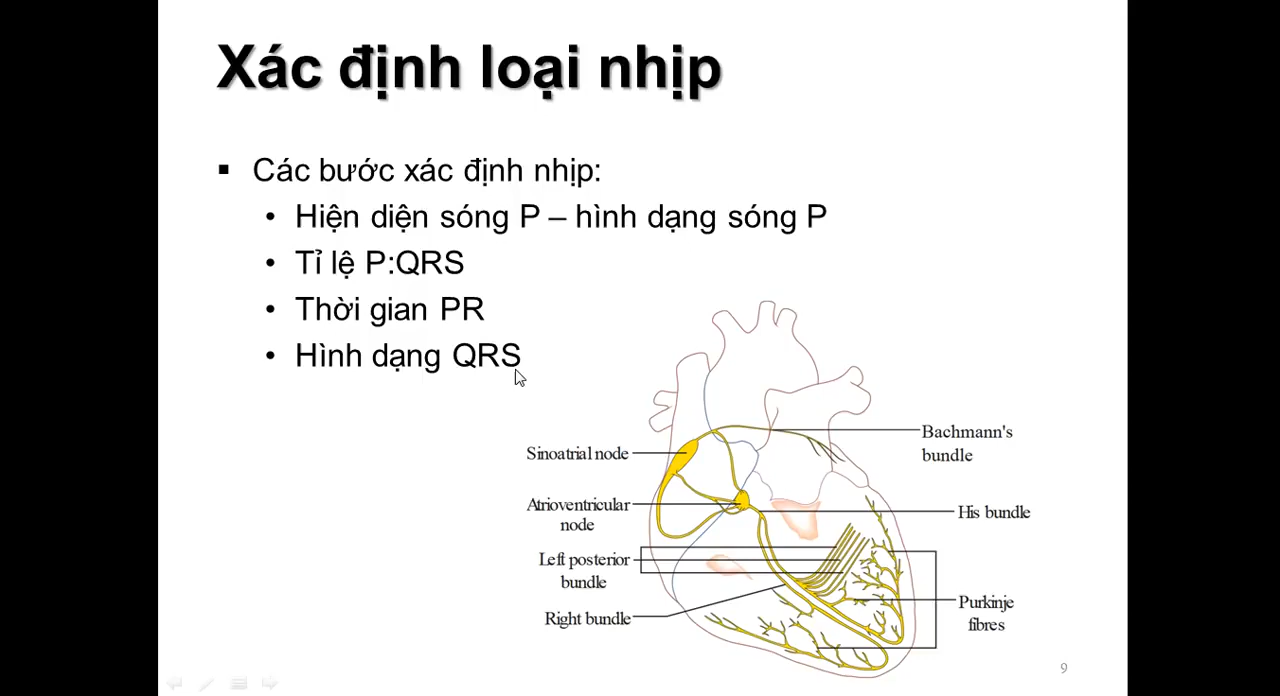 Xác định loại nhịp
▪ Các bước xác định nhịp:
• Hiện diện sóng P – hình dạng sóng P
• Tỉ lệ P:QRS
• Thời gian PR
• Hình dạng QRS
Bachmann's
bundle
Sinoatrial node
Atrioventricular
node
His bundle
Left posterior
bundle
Purkinje
fibres
Right bundle
9